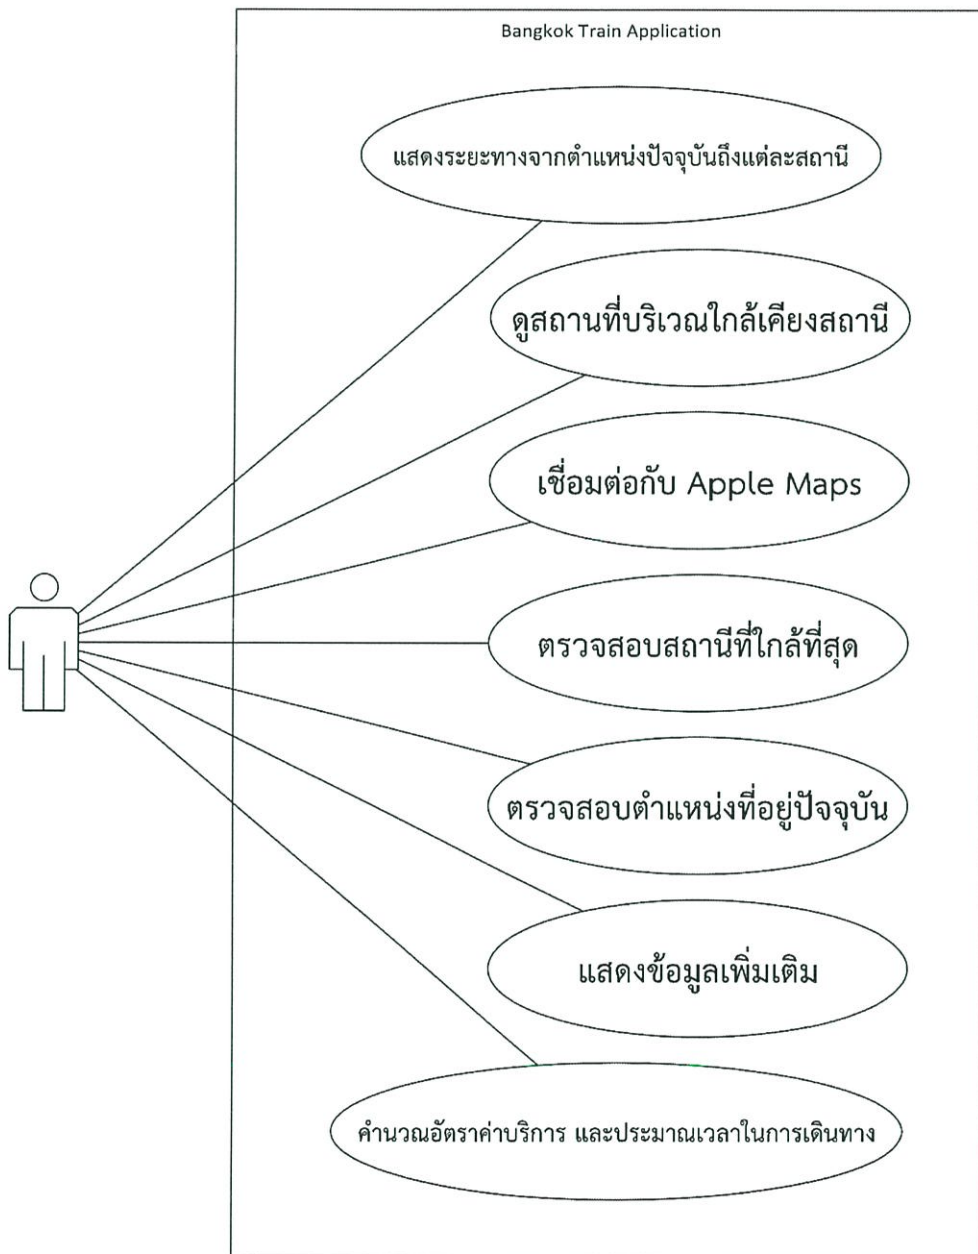 Bangkok Train Application
แสดงระยะทางจากตำแหน่งปัจจุบันถึงแต่ละสถานี
ดูสถานที่บริเวณใกล้เคียงสถานี
เชื่อมต่อกับ Apple Maps
ตรวจสอบสถานีที่ใกล้ที่สุด
ตรวจสอบตำแหน่งที่อยู่ปัจจุบัน
แสดงข้อมูลเพิ่มเติม
คำนวณอัตราค่าบริการ และประมาณเวลาในการเดินทาง